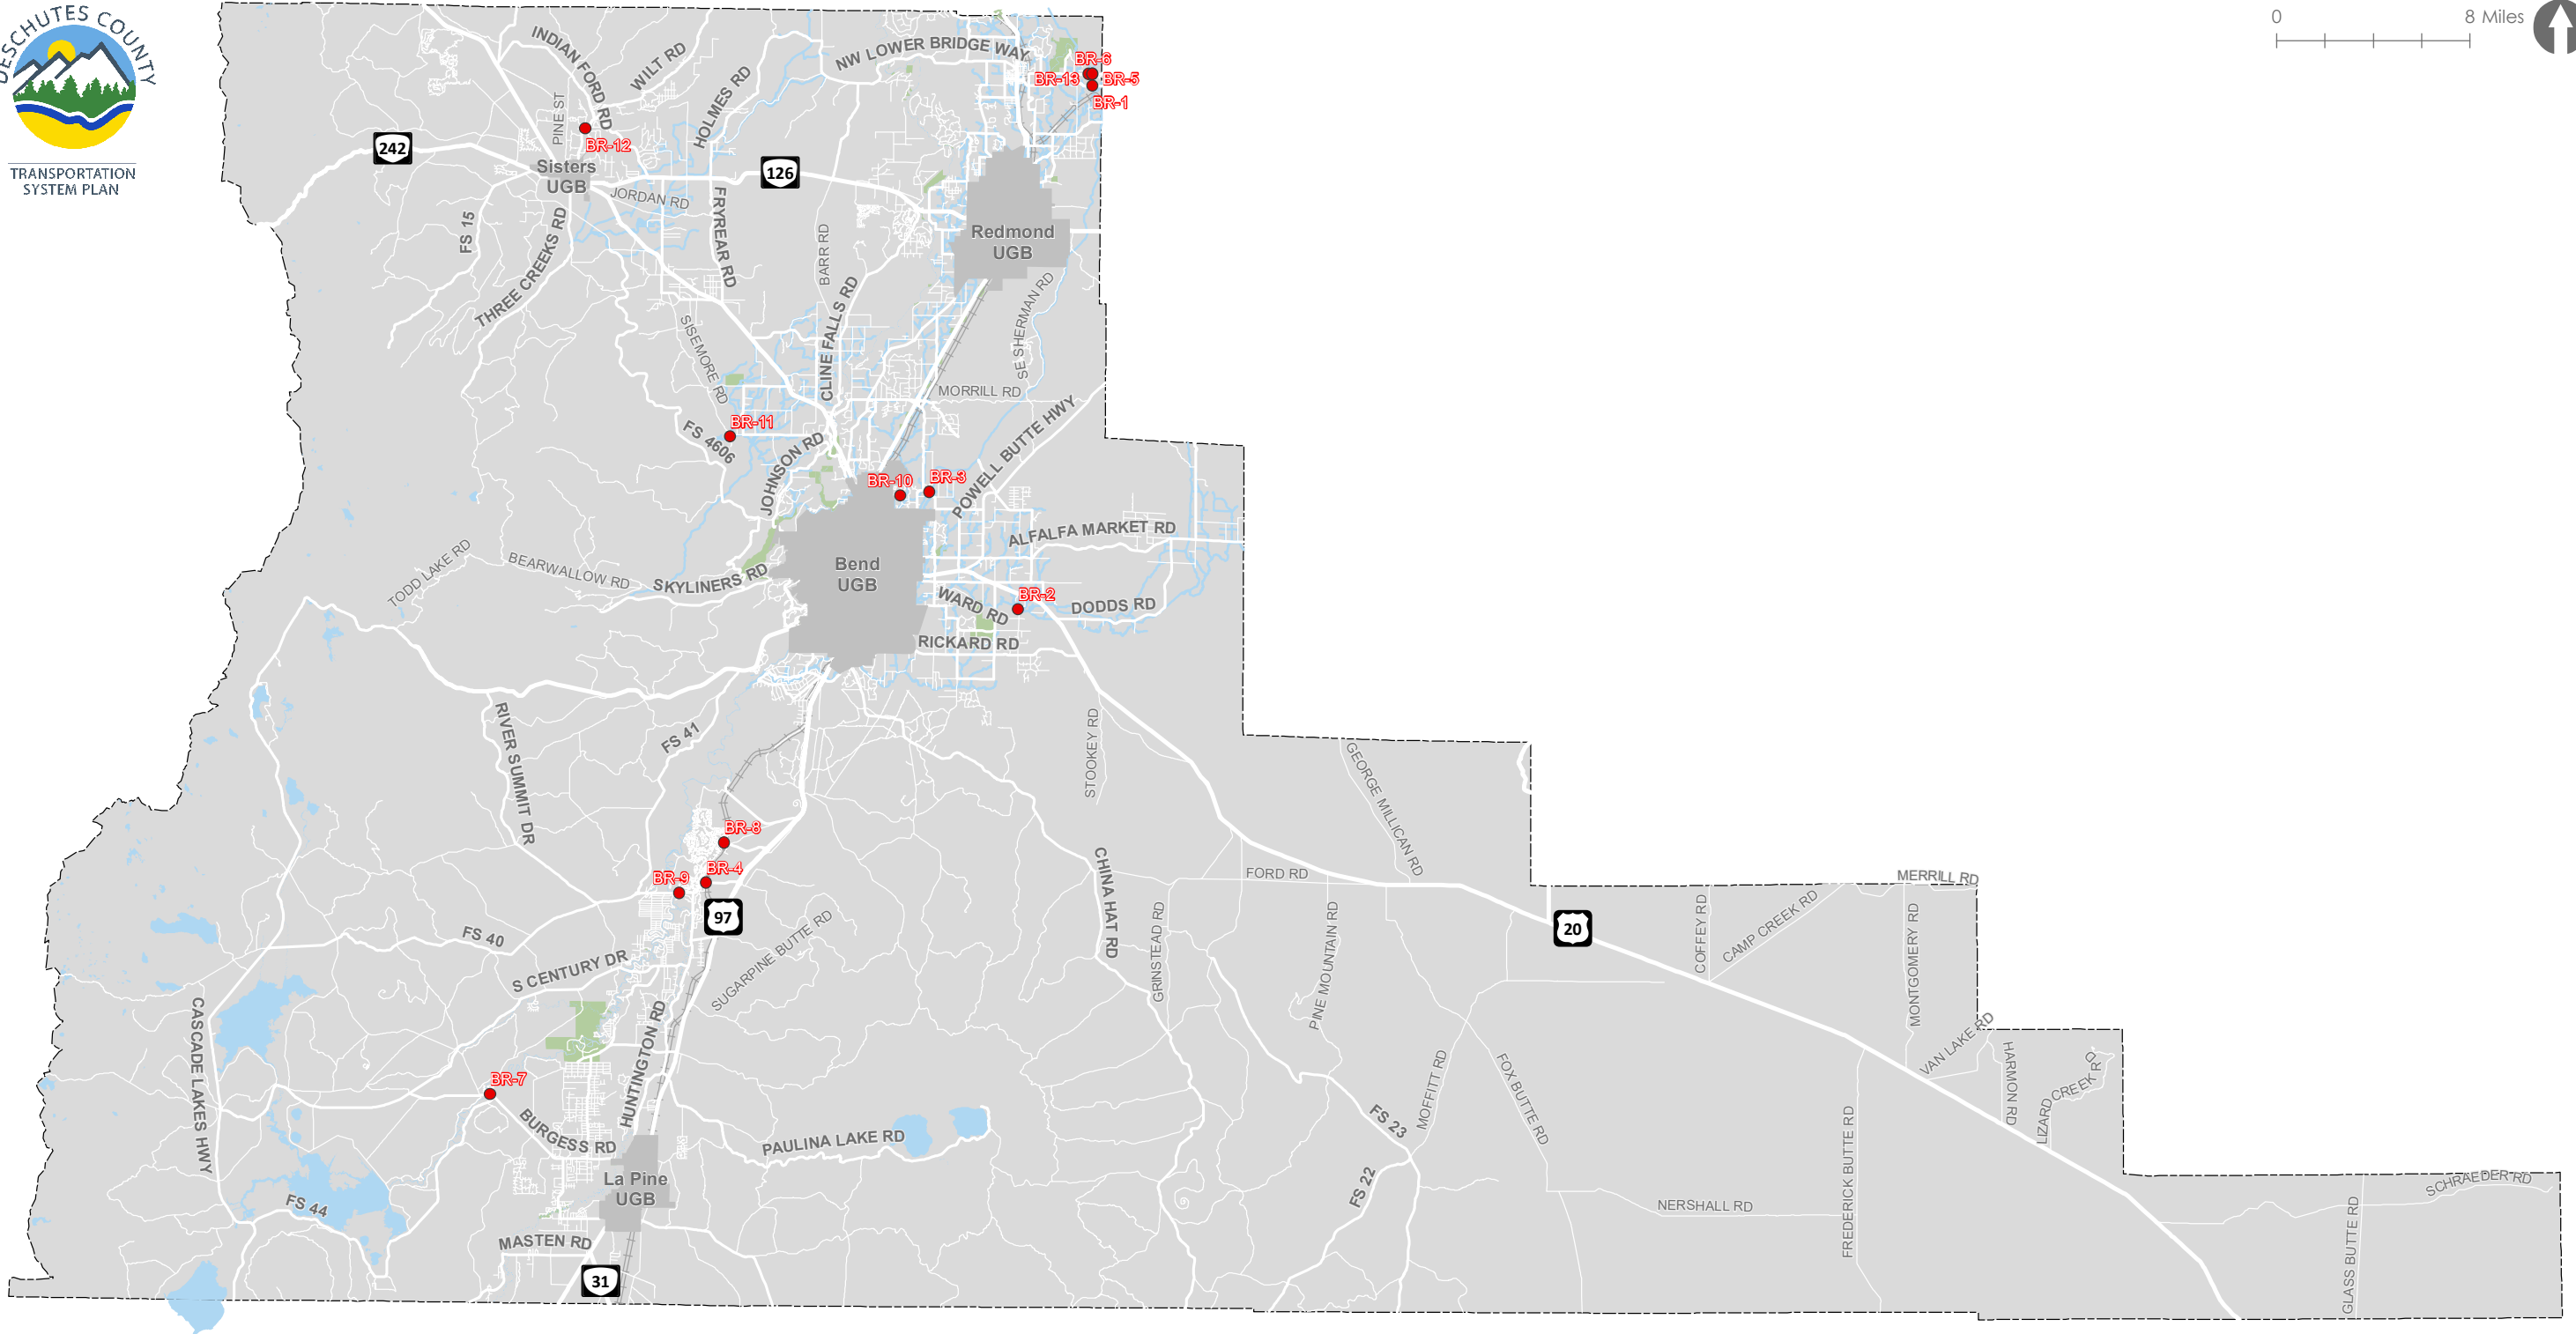 DESCHUTES COUNTY
TRANSPORTATION
SYSTEM PLAN
0 8 Miles
INDIAN FORD RD
WILT RD
NW LOWER BRIDGE WAY
BR-6
BR-13
BR-5
BR-1
HOLMES RD
PINE ST
BR-12
242
Sisters
UGB
126
JORDAN RD
FRYREAR RD
FS 15
THREE CREEKS RD
BARR RD
Redmond
UGB
CLINE FALLS RD
SE SHERMAN RD
SISEMORE RD
MORRILL RD
BR-11
FS 4606
JOHNSON RD
POWELL BUTTE HWY
BR-10
BR-3
ALFALFA MARKET RD
TODD LAKE RD
BEARWALLOW RD
SKYLINERS RD
Bend
UGB
WARD RD
BR-2
DODDS RD
RICKARD RD
RIVER SUMMIT DR
FS 41
STOOKEY RD
GEORGE MILLICAN RD
BR-8
BR-4
BR-9
97
CHINA HAT RD
FORD RD
MERRILL RD
20
COFFEY RD
CAMP CREEK RD
MONTGOMERY RD
FS 40
S CENTURY DR
SUGARPINE BUTTE RD
GRINSTEAD RD
PINE MOUNTAIN RD
CASCADE LAKES HWY
HUNTINGTON RD
VAN LAKE RD
HARMON RD
LIZARD CREEK RD
MOFFITT RD
FOX BUTTE RD
BR-7
BURGESS RD
PAULINA LAKE RD
FS 23
FREDERICK BUTTE RD
La Pine
UGB
FS 22
FS 44
NERSHALL RD
SCHRAEDER RD
GLASS BUTTE RD
MASTEN RD
31